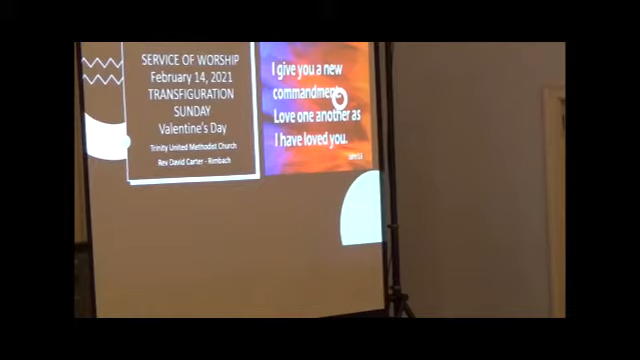 SERVICE OF WORSHIP
February 14, 2021
TRANSFIGURATION
SUNDAY
Valentine's Day
Trinity United Methodist Church
Rev David Carter - Rimbach
I give you a new
commandment,
Love one another as
I have loved you.